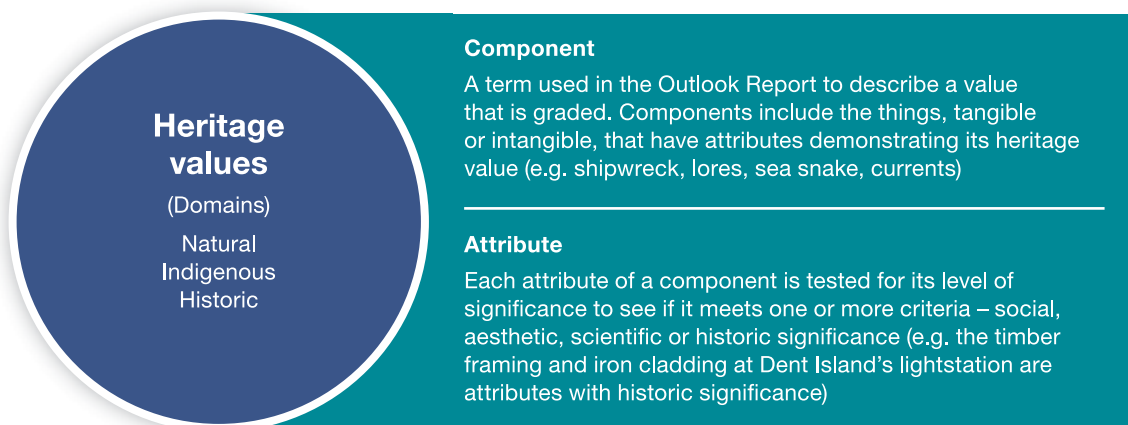 Heritage
values
(Domains)
Natural
Indigenous
Historic
Component
A term used in the Outlook Report to describe a value
that is graded. Components include the things, tangible
or intangible, that have attributes demonstrating its heritage
value (e.g. shipwreck, lores, sea snake, currents)
Attribute
Each attribute of a component is tested for its level of
significance to see if it meets one or more criteria – social,
aesthetic, scientific or historic significance (e.g. the timber
framing and iron cladding at Dent Island’s lightstation are
attributes with historic significance)